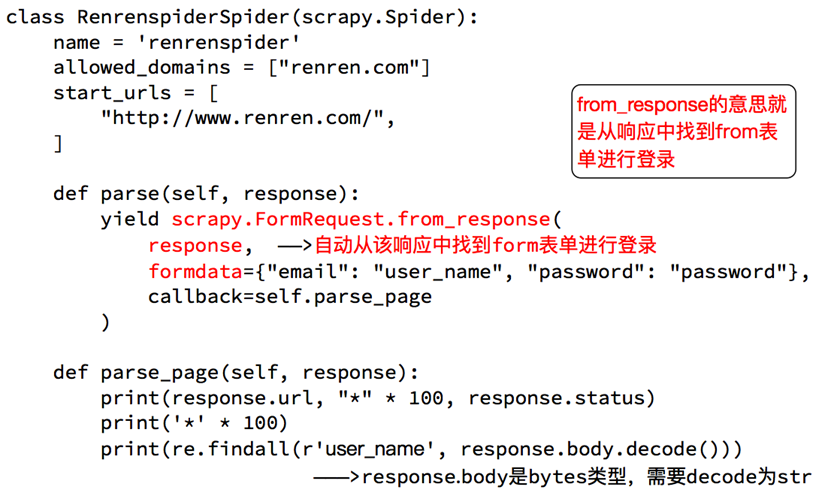 class RenrenspiderSpider(scrapy.Spider):
    name = 'renrenspider'
    allowed_domains = ["renren.com"]
    start_urls = [
        "http://www.renren.com/",
    ]
from_response的意思就
是从响应中找到from表
单进行登录
    def parse(self, response):
        yield scrapy.FormRequest.from_response(
            response, ——>自动从该响应中找到form表单进行登录
            formdata={"email": "user_name", "password": "password"},
            callback=self.parse_page
        )
    def parse_page(self, response):
        print(response.url, "*" * 100, response.status)
        print('*' * 100)
        print(re.findall(r'user_name', response.body.decode()))
———>response.body是bytes类型，需要decode为str